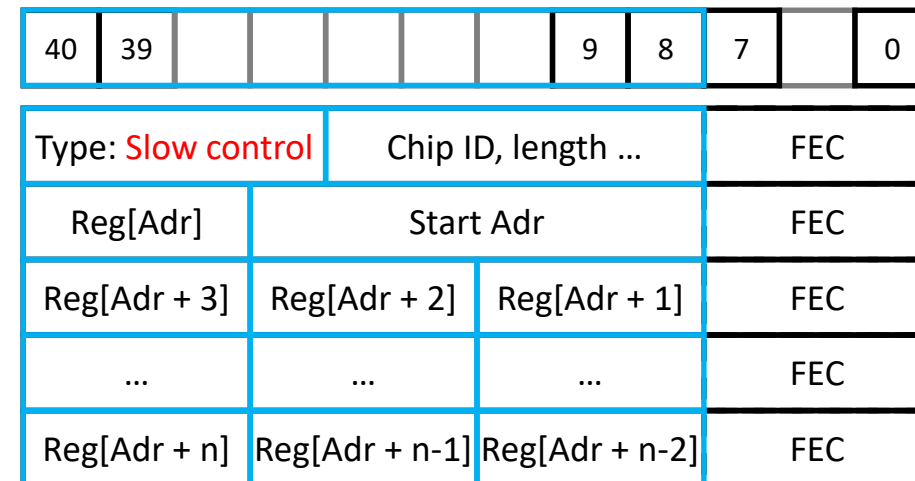 40 39 9 8 7 0
Type: Slow control Chip ID, length ... FEC
Reg[Adr] Start Adr FEC
Reg[Adr + 3] Reg[Adr + 2] Reg[Adr + 1] FEC
... ... ... FEC
Reg[Adr + n] Reg[Adr + n-1] Reg[Adr + n-2] FEC